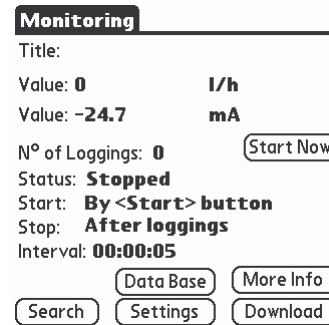 Monitoring
Title:
Value: 0 l/h
Value: -24.7 mA
N° of Loggings: 0 Start Now
Status: Stopped
Start: By <Start> button
Stop: After loggings
Interval: 00:00:05
Data Base More Info
Search Settings Download